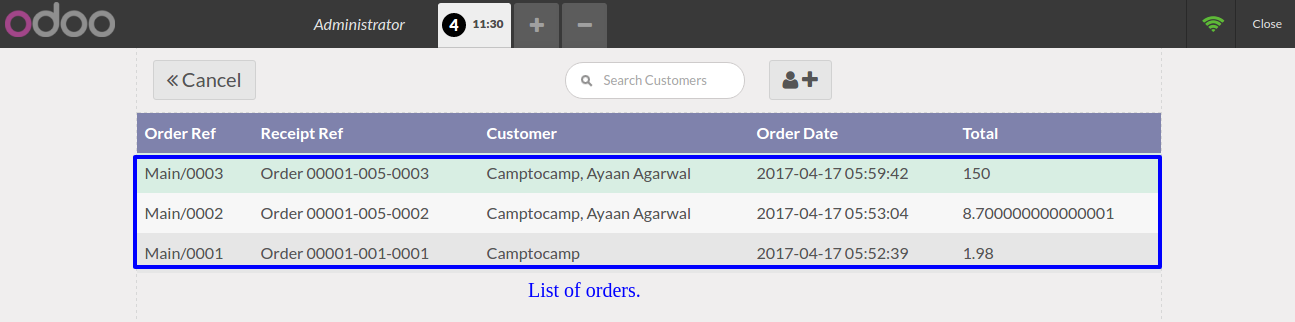 odoo Administrator 4 11:30 Close
Cancel Search Customers
Order Ref Receipt Ref Customer Order Date Total
Main/0003 Order 00001-005-0003 Camptocamp, Ayaan Agarwal 2017-04-17 05:59:42 150
Main/0002 Order 00001-005-0002 Camptocamp, Ayaan Agarwal 2017-04-17 05:53:04 8.700000000000001
Main/0001 Order 00001-001-0001 Camptocamp 2017-04-17 05:52:39 1.98
List of orders.